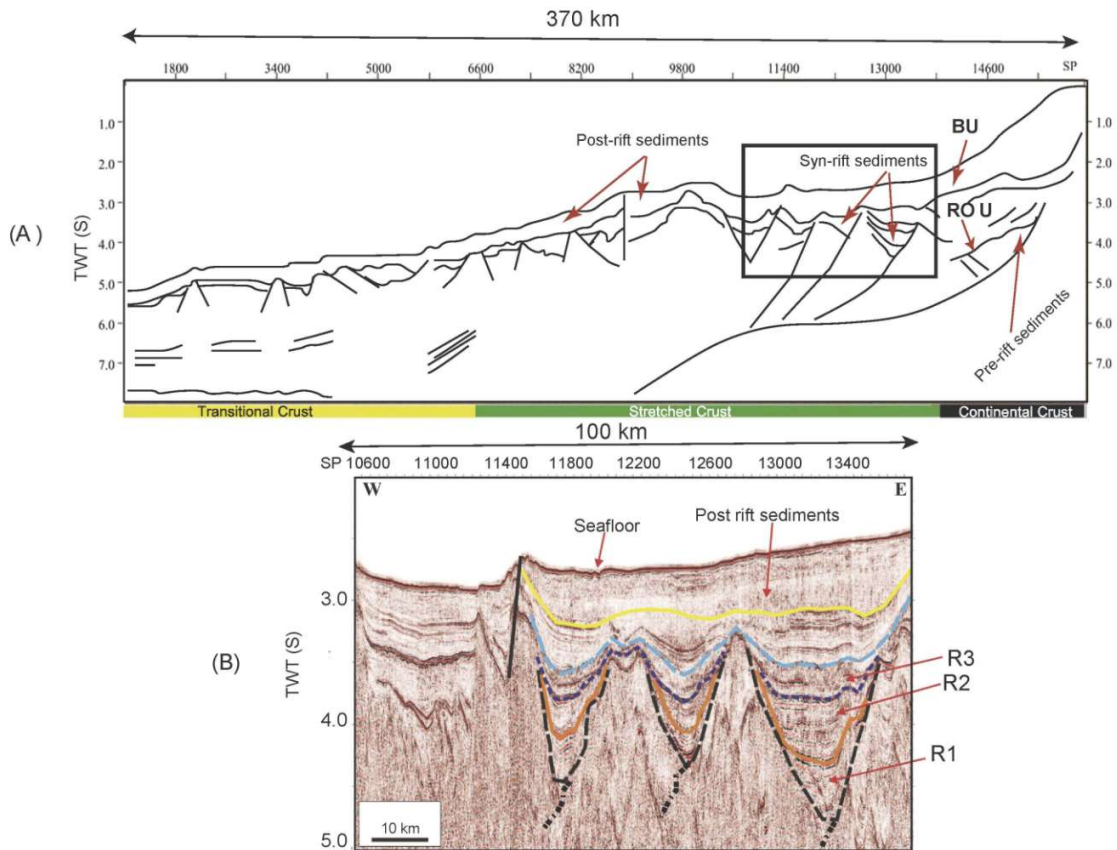 370 km
1800 3400 5000 6600 8200 9800 11400 13000 14600 SP
(A )
TWT (S)
1.0
2.0
3.0
4.0
5.0
6.0
7.0
Post-rift sediments
Syn-rift sediments
BU
RO U
Pre-rift sediments
1.0
2.0
3.0
4.0
5.0
6.0
7.0
Transitional Crust Stretched Crust Continental Crust
100 km
SP 10600 11000 11400 11800 12200 12600 13000 13400
(B)
TWT (S)
W E
Seafloor
Post rift sediments
3.0
4.0
5.0
R3
R2
R1
10 km